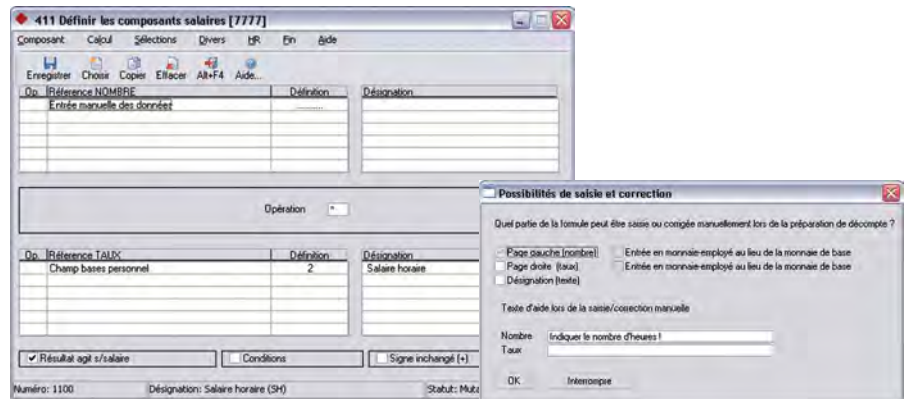 411 Définir les composants salaires [7777]
Composant Calcul Sélections Divers HR Fin Aide
Enregistrer Choisir Copier Effacer Alt+F4 Aide...
Op. Réference NOMBRE Définition Désignation
Entrée manuelle des données ..........
Opération *
Op. Réference TAUX Définition Désignation
Champ bases personnel 2 Salaire horaire
Résultat agit s/salaire Conditions Signe inchangé (+)
Numéro: 1100 Désignation: Salaire horaire (SH) Statut: Muta
Possibilités de saisie et correction
Quel partie de la formule peut être saisie ou corrigée manuellement lors de la préparation de décompte ?
Page gauche (nombre) Entrée en monnaie employé au lieu de la monnaie de base
Page droite (taux) Entrée en monnaie employé au lieu de la monnaie de base
Désignation (texte)
Texte d'aide lors de la saisie/correction manuelle
Nombre Indiquer le nombre d'heures !
Taux
OK Interrompre